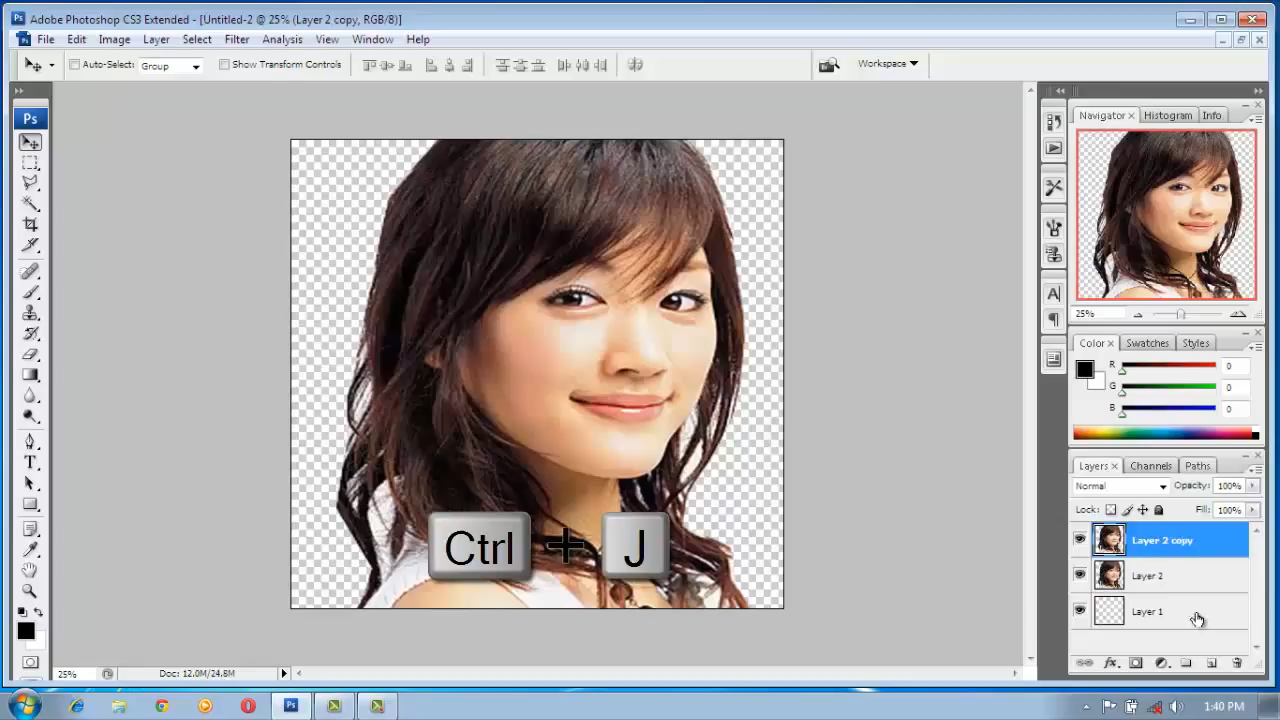 Ps Adobe Photoshop CS3 Extended - [Untitled-2 @ 25% (Layer 2 copy, RGB/8)]
File Edit Image Layer Select Filter Analysis View Window Help
Auto-Select: Group Show Transform Controls Workspace
Ps
Navigator Histogram Info
25%
Color Swatches Styles
R 0
G 0
B 0
Layers Channels Paths
Normal Opacity: 100%
Lock: Fill: 100%
Layer 2 copy
Layer 2
Layer 1
Ctrl + J
25% Doc: 12.0M/24.8M
1:40 PM